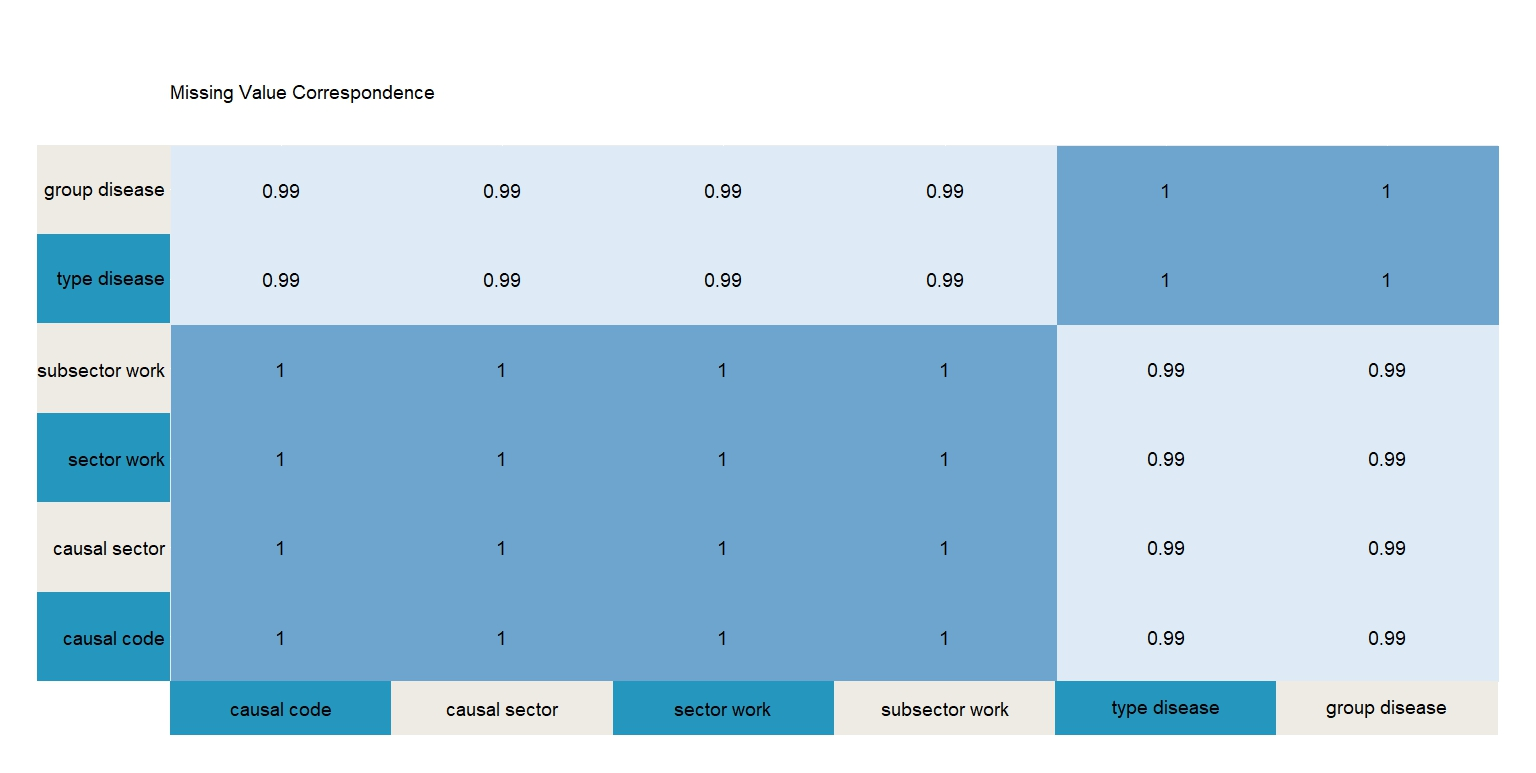 Missing Value Correspondence
group disease 0.99 0.99 0.99 0.99 1 1
type disease 0.99 0.99 0.99 0.99 1 1
subsector work 1 1 1 1 0.99 0.99
sector work 1 1 1 1 0.99 0.99
causal sector 1 1 1 1 0.99 0.99
causal code 1 1 1 1 0.99 0.99
causal code causal sector sector work subsector work type disease group disease